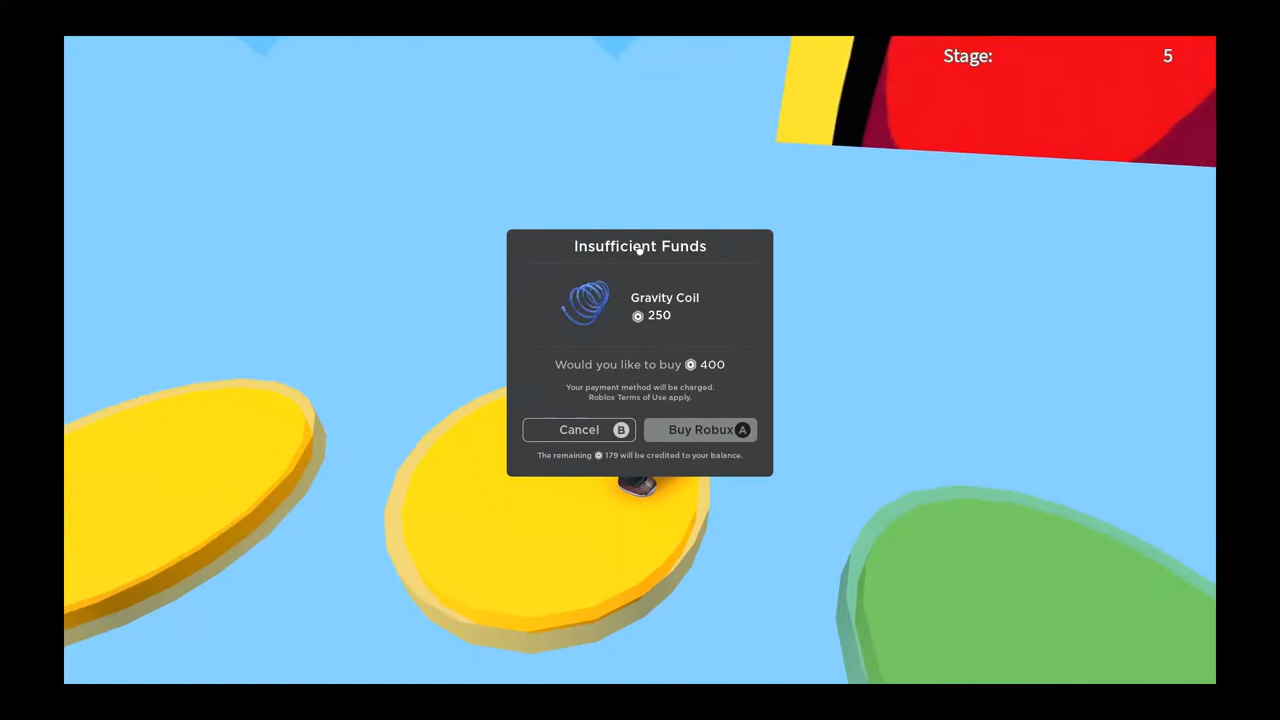 Stage: 5
Insufficient Funds
Gravity Coil
250
Would you like to buy 400
Your payment method will be charged.
Roblox Terms of Use apply.
Cancel B Buy Robux A
The remaining 179 will be credited to your balance.